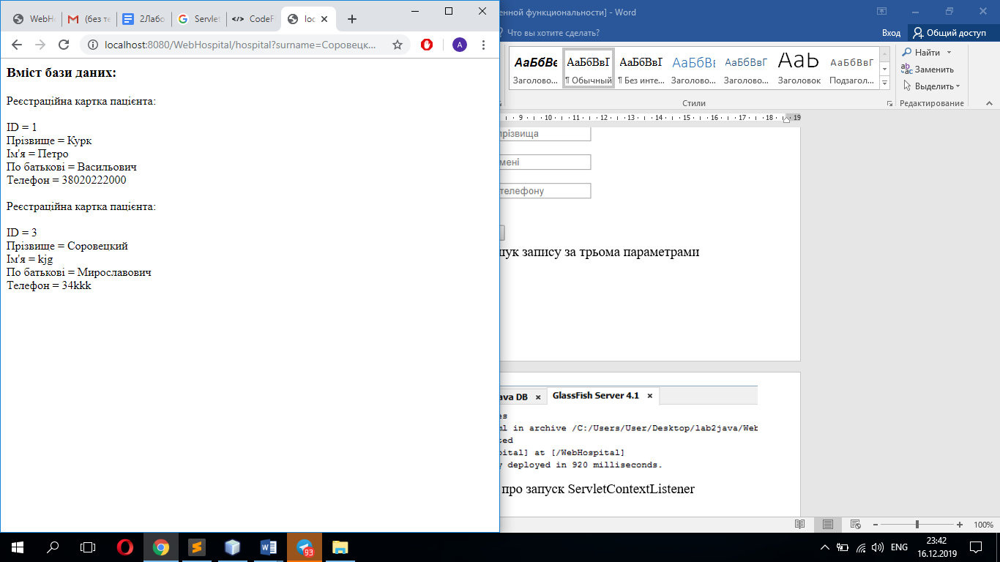 WebHo
(без те
2Лабо
Servlet
CodeF
loc
localhost:8080/WebHospital/hospital?surname=Соровецк...
A
Вміст бази даних:
Реєстраційна картка пацієнта:
ID = 1
Прізвище = Курк
Ім'я = Петро
По батькові = Васильович
Телефон = 38020222000
Реєстраційна картка пацієнта:
ID = 3
Прізвище = Соровецкий
Ім'я = kjg
По батькові = Мирославович
Телефон = 34kkk
енной функциональности] - Word
Что вы хотите сделать?
Вход
Общий доступ
АаБбВв АаБбВвГ АаБбВвГ АаБбВв АаБбВвГ АаЬ АаБбВвГ
Заголово... ¶ Обычный ¶ Без инте... Заголово... Заголово... Заголовок Подзагол...
Стили
Найти
Заменить
Выделить
Редактирование
9 10 11 12 13 14 15 16 17 18 19
прізвища
мені
телефону
шук запису за трьома параметрами
ava DB
GlassFish Server 4.1
es
ml in archive /C:/Users/User/Desktop/lab2java/Web
ted
pital] at [/WebHospital]
y deployed in 920 milliseconds.
про запуск ServletContextListener
100%
93
ENG
23:42
16.12.2019